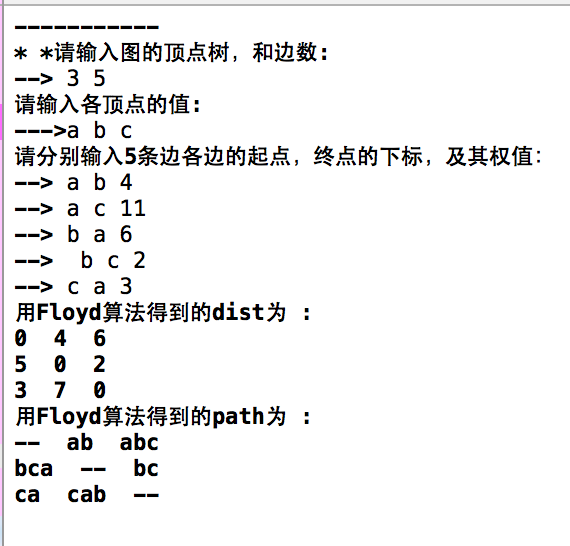 -----------
* *请输入图的顶点树，和边数:
--> 3 5
请输入各顶点的值:
--->a b c
请分别输入5条边各边的起点，终点的下标，及其权值:
--> a b 4
--> a c 11
--> b a 6
-->  b c 2
--> c a 3
用Floyd算法得到的dist为 :
0  4  6
5  0  2
3  7  0
用Floyd算法得到的path为 :
--  ab  abc
bca  --  bc
ca  cab  --